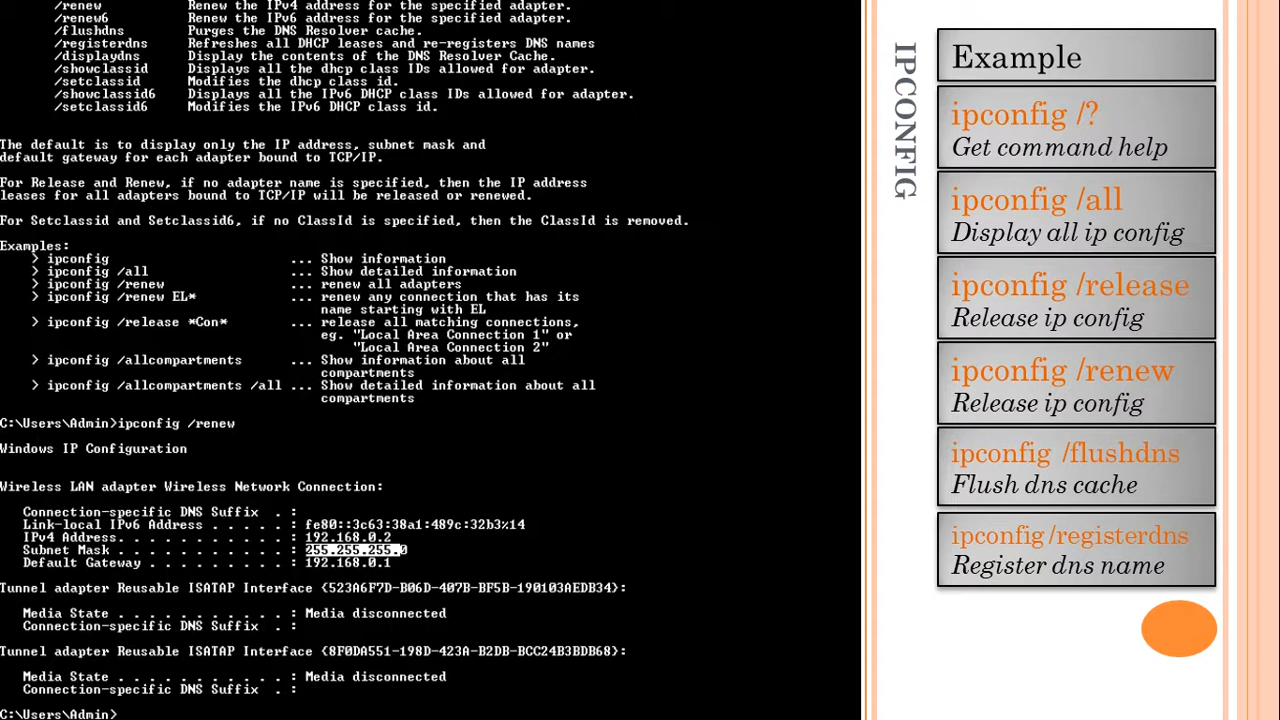 /renew Renew the IPv4 address for the specified adapter.
/renew6 Renew the IPv6 address for the specified adapter.
/flushdns Purges the DNS Resolver cache.
/registerdns Refreshes all DHCP leases and re-registers DNS names
/displaydns Display the contents of the DNS Resolver Cache.
/showclassid Displays all the dhcp class IDs allowed for adapter.
/setclassid Modifies the dhcp class id.
/showclassid6 Displays all the IPv6 DHCP class IDs allowed for adapter.
/setclassid6 Modifies the IPv6 DHCP class id.
The default is to display only the IP address, subnet mask and
default gateway for each adapter bound to TCP/IP.
For Release and Renew, if no adapter name is specified, then the IP address
leases for all adapters bound to TCP/IP will be released or renewed.
For Setclassid and Setclassid6, if no ClassId is specified, then the ClassId is removed.
Examples:
> ipconfig ... Show information
> ipconfig /all ... Show detailed information
> ipconfig /renew ... renew all adapters
> ipconfig /renew EL* ... renew any connection that has its
name starting with EL
> ipconfig /release *Con* ... release all matching connections,
eg. "Local Area Connection 1" or
"Local Area Connection 2"
> ipconfig /allcompartments ... Show information about all
compartments
> ipconfig /allcompartments /all ... Show detailed information about all
compartments
C:\Users\Admin>ipconfig /renew
Windows IP Configuration
Wireless LAN adapter Wireless Network Connection:
Connection-specific DNS Suffix . :
Link-local IPv6 Address . . . . . : fe80::3c63:38a1:489c:32b3%14
IPv4 Address. . . . . . . . . . . : 192.168.0.2
Subnet Mask . . . . . . . . . . . : 255.255.255.0
Default Gateway . . . . . . . . . : 192.168.0.1
Tunnel adapter Reusable ISATAP Interface {523A6F7D-B06D-407B-BF5B-190103AEDB34}:
Media State . . . . . . . . . . . : Media disconnected
Connection-specific DNS Suffix . :
Tunnel adapter Reusable ISATAP Interface {8F0DA551-198D-423A-B2DB-BCC24B3BDB68}:
Media State . . . . . . . . . . . : Media disconnected
Connection-specific DNS Suffix . :
C:\Users\Admin>
IPCONFIG
Example
ipconfig /?
Get command help
ipconfig /all
Display all ip config
ipconfig /release
Release ip config
ipconfig /renew
Release ip config
ipconfig /flushdns
Flush dns cache
ipconfig /registerdns
Register dns name